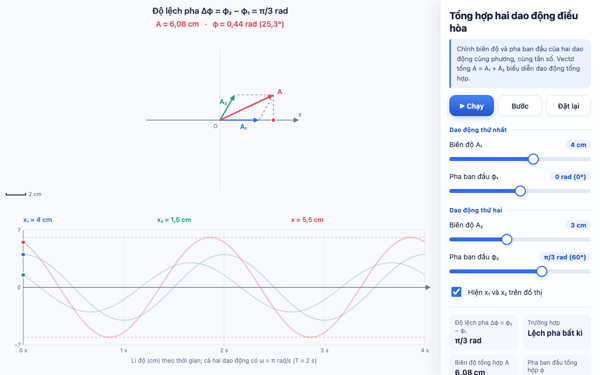 Độ lệch pha Δφ = φ₂ − φ₁ = π/3 rad
A = 6,08 cm · φ = 0,44 rad (25,3°)
A₂
A
x
O
A₁
2 cm
x₁ = 4 cm
x₂ = 1,5 cm
x = 5,5 cm
7
0
−7
0 s
1 s
2 s
3 s
4 s
Li độ (cm) theo thời gian; cả hai dao động có ω = π rad/s (T = 2 s)
Tổng hợp hai dao động điều
hòa
Chỉnh biên độ và pha ban đầu của hai dao
động cùng phương, cùng tần số. Vectơ
tổng A = A₁ + A₂ biểu diễn dao động tổng
hợp.
▶ Chạy
Bước
Đặt lại
Dao động thứ nhất
Biên độ A₁
4 cm
Pha ban đầu φ₁
0 rad (0°)
Dao động thứ hai
Biên độ A₂
3 cm
Pha ban đầu φ₂
π/3 rad (60°)
Hiện x₁ và x₂ trên đồ thị
Độ lệch pha Δφ = φ₂
− φ₁
π/3 rad
Trường hợp
Lệch pha bất kì
Biên độ tổng hợp A
6,08 cm
Pha ban đầu tổng
hợp φ